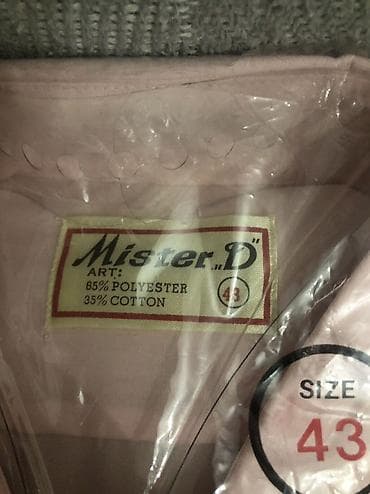 Mister „D"
ART:
65% POLYESTER
35% COTTON
43
SIZE
43